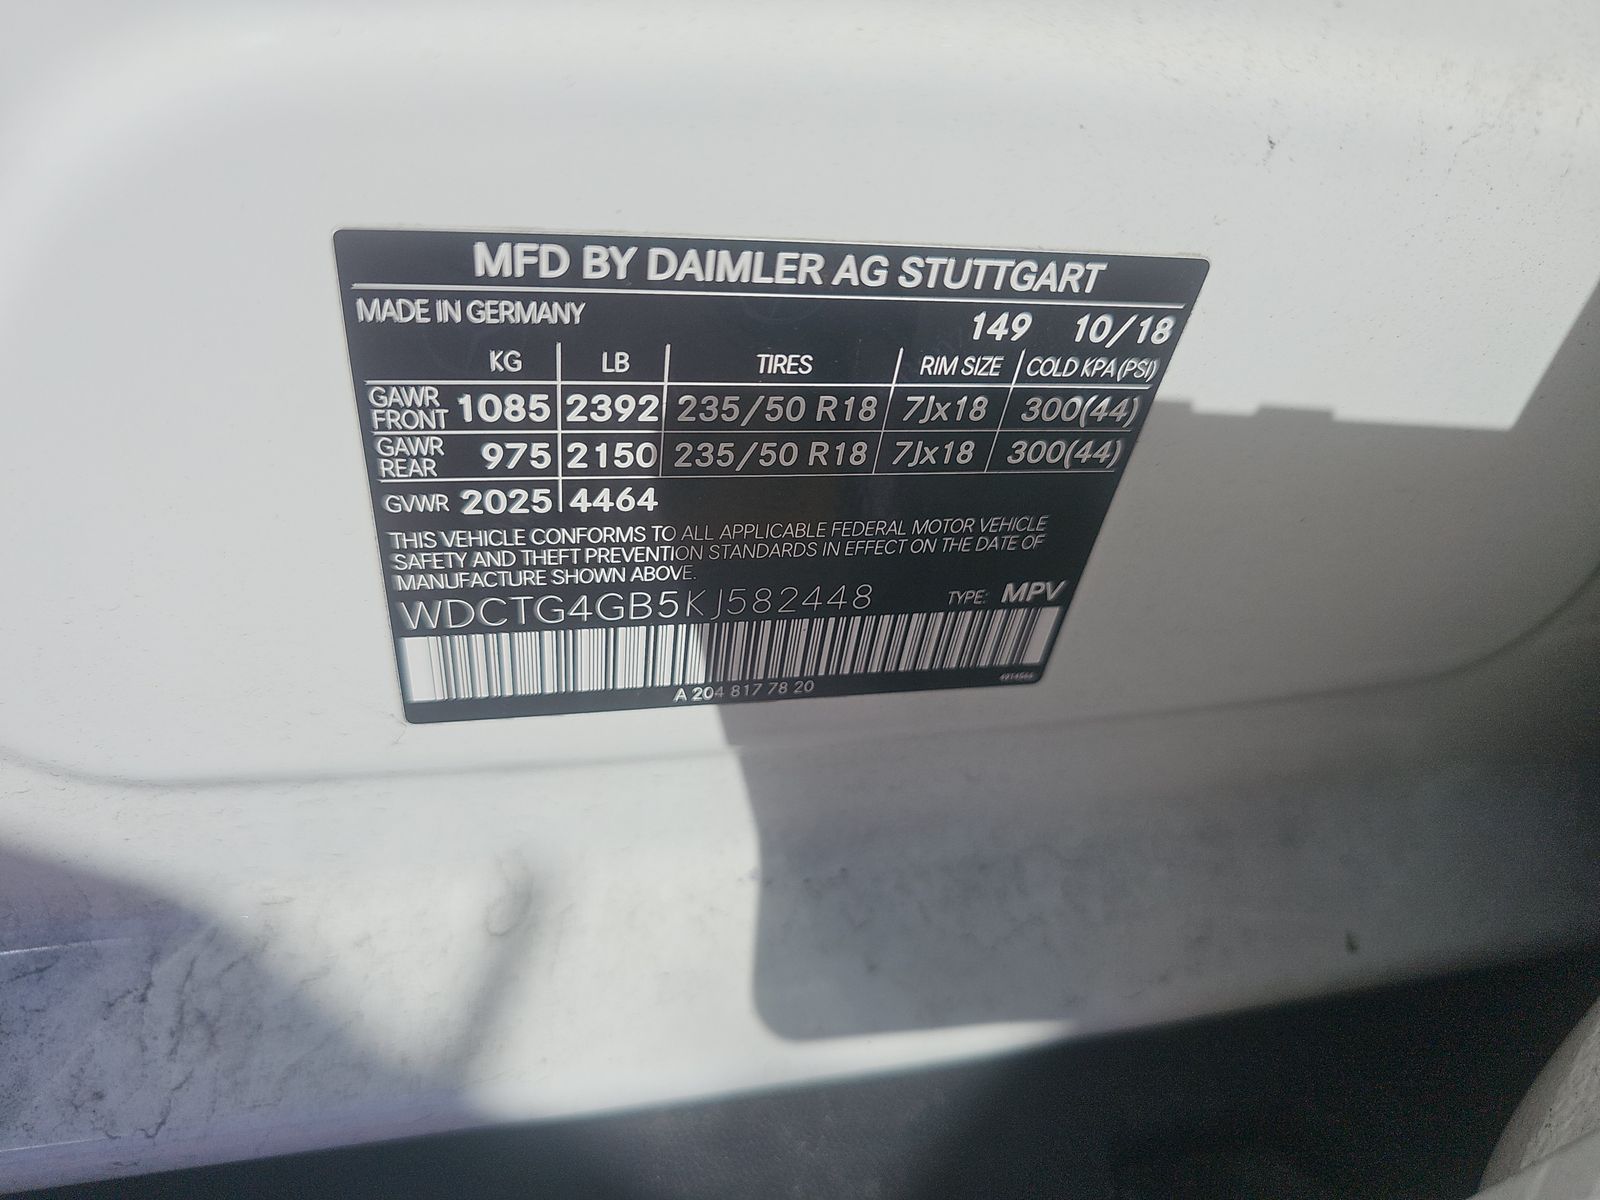 MFD BY DAIMLER AG STUTTGART
MADE IN GERMANY 149 10/18
KG LB TIRES RIM SIZE COLD KPA (PSI)
GAWR FRONT 1085 2392 235/50 R18 7Jx18 300(44)
GAWR REAR 975 2150 235/50 R18 7Jx18 300(44)
GVWR 2025 4464
THIS VEHICLE CONFORMS TO ALL APPLICABLE FEDERAL MOTOR VEHICLE
SAFETY AND THEFT PREVENTION STANDARDS IN EFFECT ON THE DATE OF
MANUFACTURE SHOWN ABOVE.
WDCTG4GB5KJ582448 TYPE: MPV
A 204 817 78 20